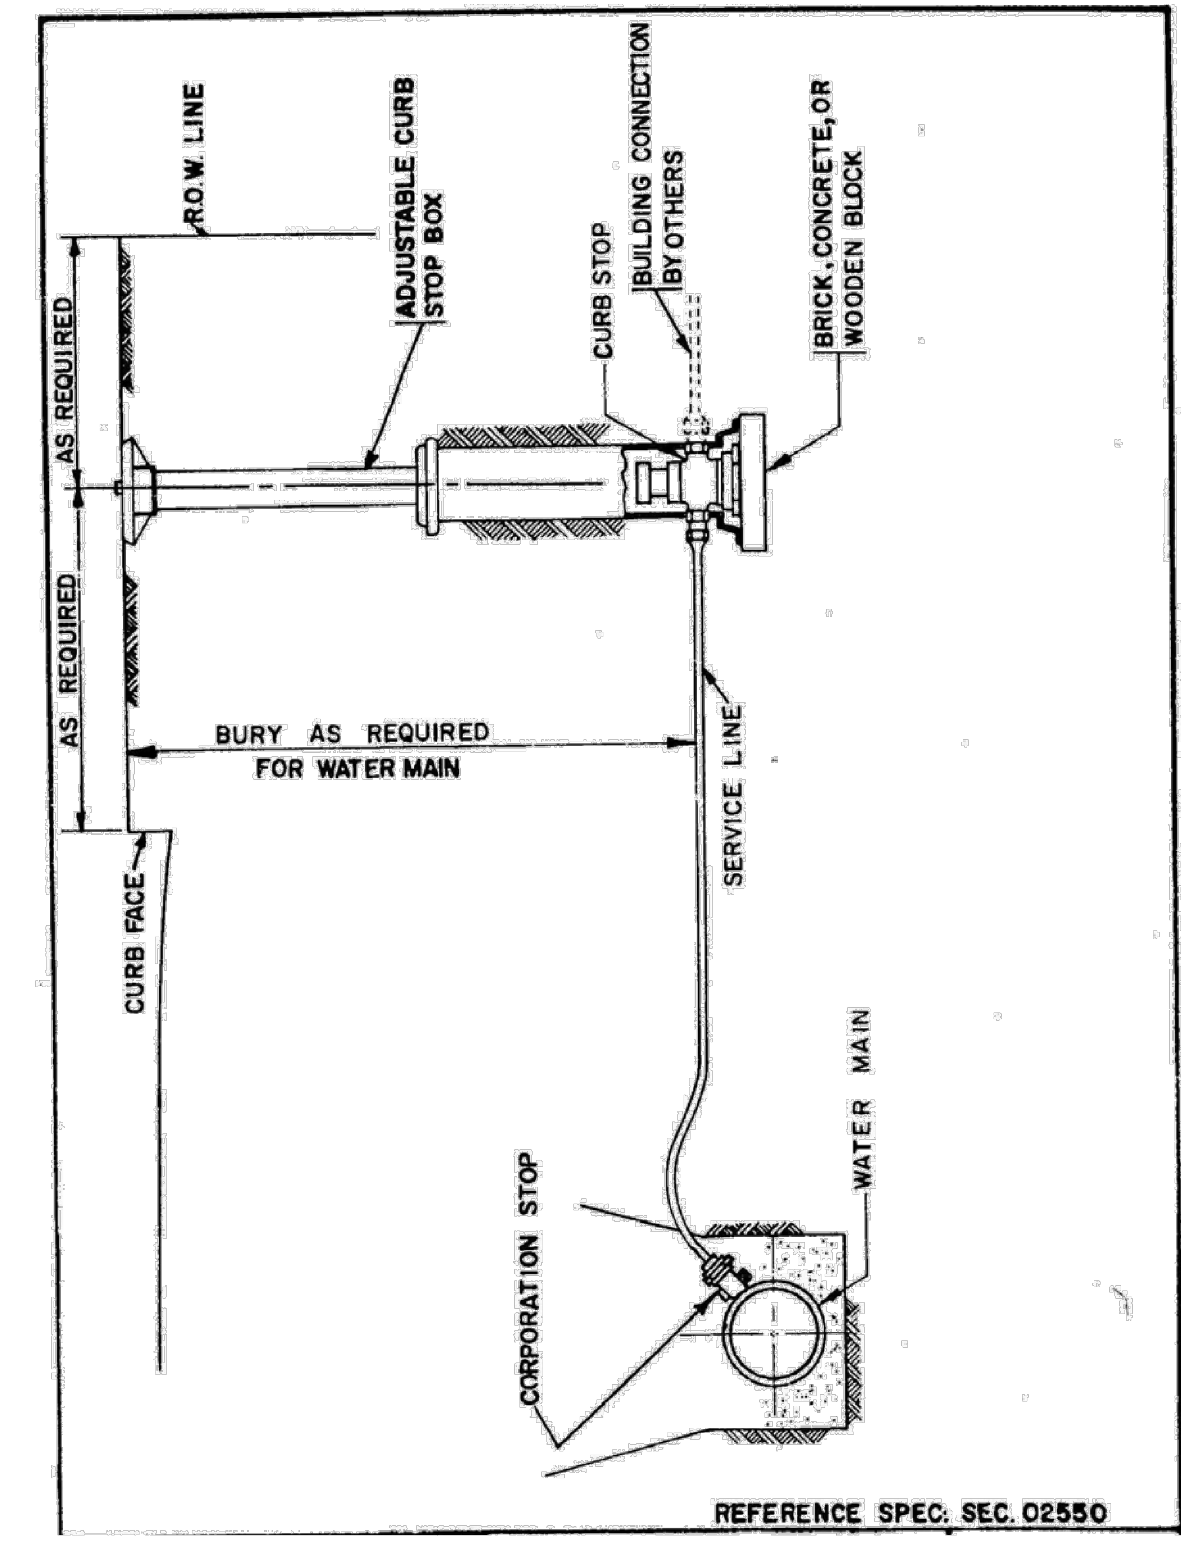 AS REQUIRED
AS REQUIRED
R.O.W. LINE
ADJUSTABLE CURB
STOP BOX
CURB STOP
BUILDING CONNECTION
BY OTHERS
BRICK, CONCRETE, OR
WOODEN BLOCK
BURY AS REQUIRED
FOR WATER MAIN
SERVICE LINE
CURB FACE
CORPORATION STOP
WATER MAIN
REFERENCE SPEC: SEC. 02550